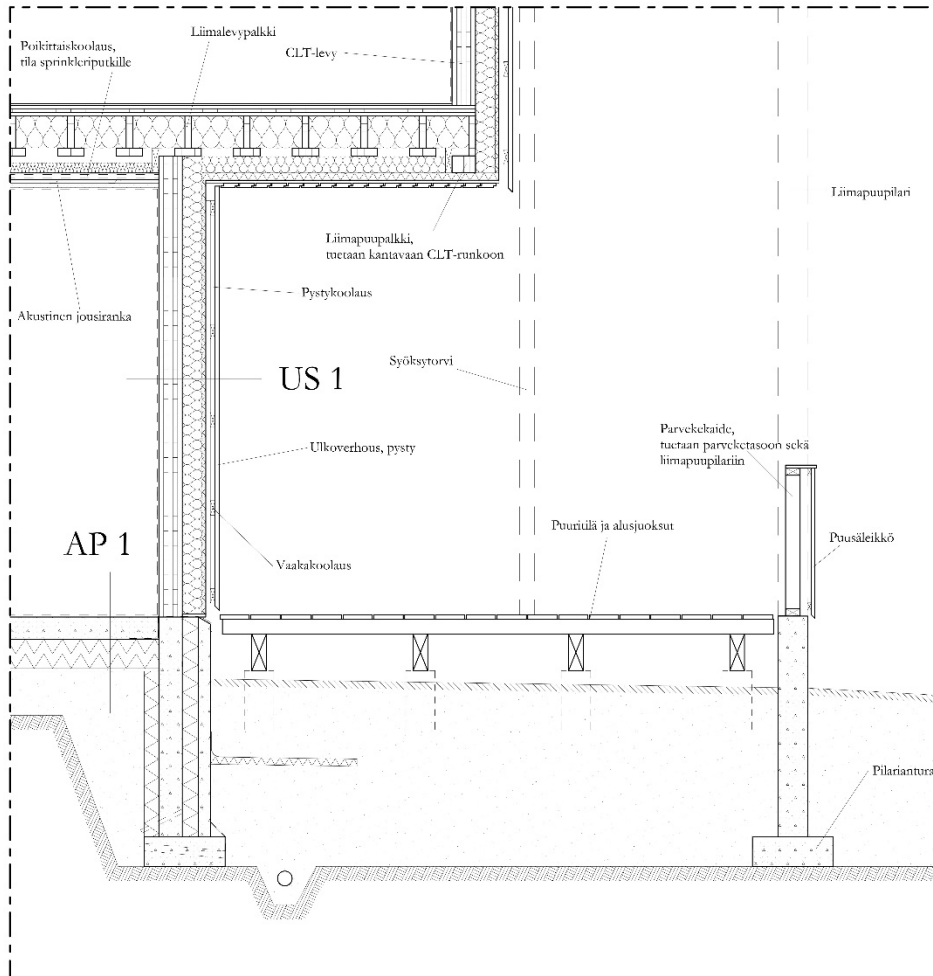 Poikittaiskoolaus,
tila sprinkleriputkille
Liimalevypalkki
CLT-levy
Liimapuupilari
Liimapuupalkki,
tuetaan kantavaan CLT-runkoon
Pystykoolaus
Akustinen jousiranka
US 1
Syöksytorvi
Parvekekaide,
tuetaan parveketasoon sekä
liimapuupilariin
Ulkoverhous, pysty
AP 1
Puuritilä ja alusjuoksut
Puusäleikkö
Vaakakoolaus
Pilariantura